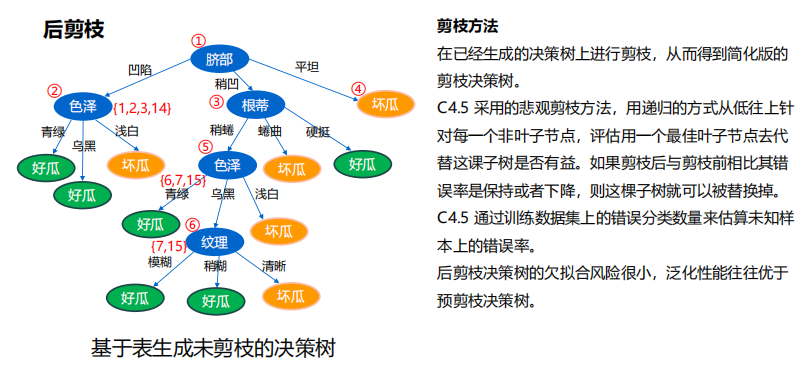 后剪枝
①
脐部
凹陷
稍凹
平坦
②
色泽
{1,2,3,14}
③
根蒂
④
坏瓜
青绿
乌黑
浅白
稍蜷
蜷曲
硬挺
好瓜
好瓜
坏瓜
⑤
色泽
坏瓜
好瓜
{6,7,15}
青绿
乌黑
浅白
好瓜
⑥
纹理
坏瓜
{7,15}
模糊
稍糊
清晰
好瓜
好瓜
坏瓜
基于表生成未剪枝的决策树
剪枝方法
在已经生成的决策树上进行剪枝，从而得到简化版的
剪枝决策树。
C4.5 采用的悲观剪枝方法，用递归的方式从低往上针
对每一个非叶子节点，评估用一个最佳叶子节点去代
替这课子树是否有益。如果剪枝后与剪枝前相比其错
误率是保持或者下降，则这棵子树就可以被替换掉。
C4.5 通过训练数据集上的错误分类数量来估算未知样
本上的错误率。
后剪枝决策树的欠拟合风险很小，泛化性能往往优于
预剪枝决策树。